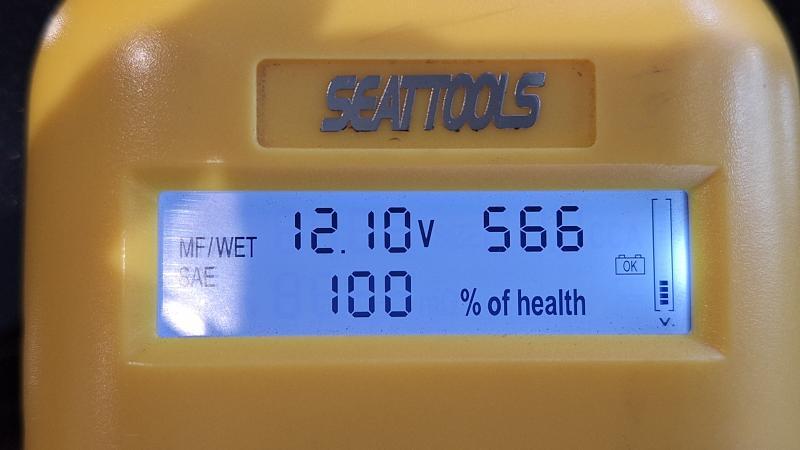 SEATTOOLS
MF/WET 12.10v 566
SAE
OK
100 % of health
V.